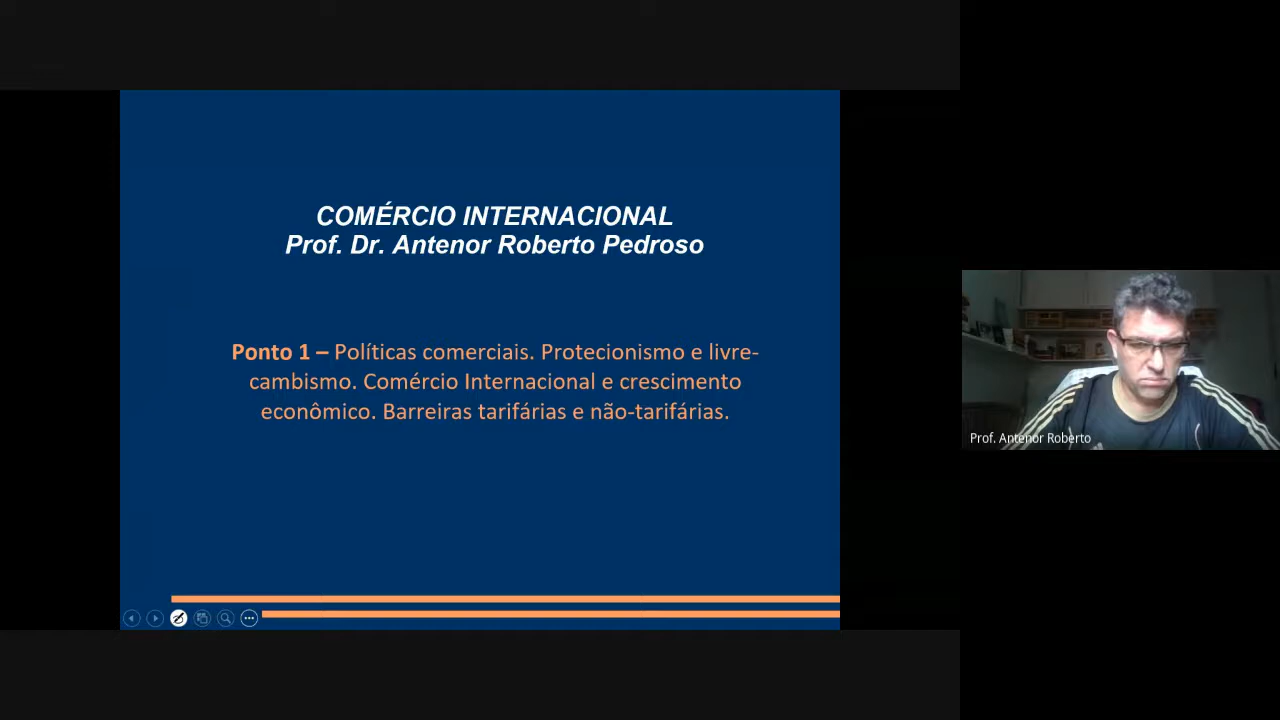 COMÉRCIO INTERNACIONAL
Prof. Dr. Antenor Roberto Pedroso
Ponto 1 – Políticas comerciais. Protecionismo e livre-
cambismo. Comércio Internacional e crescimento
econômico. Barreiras tarifárias e não-tarifárias.
Prof. Antenor Roberto